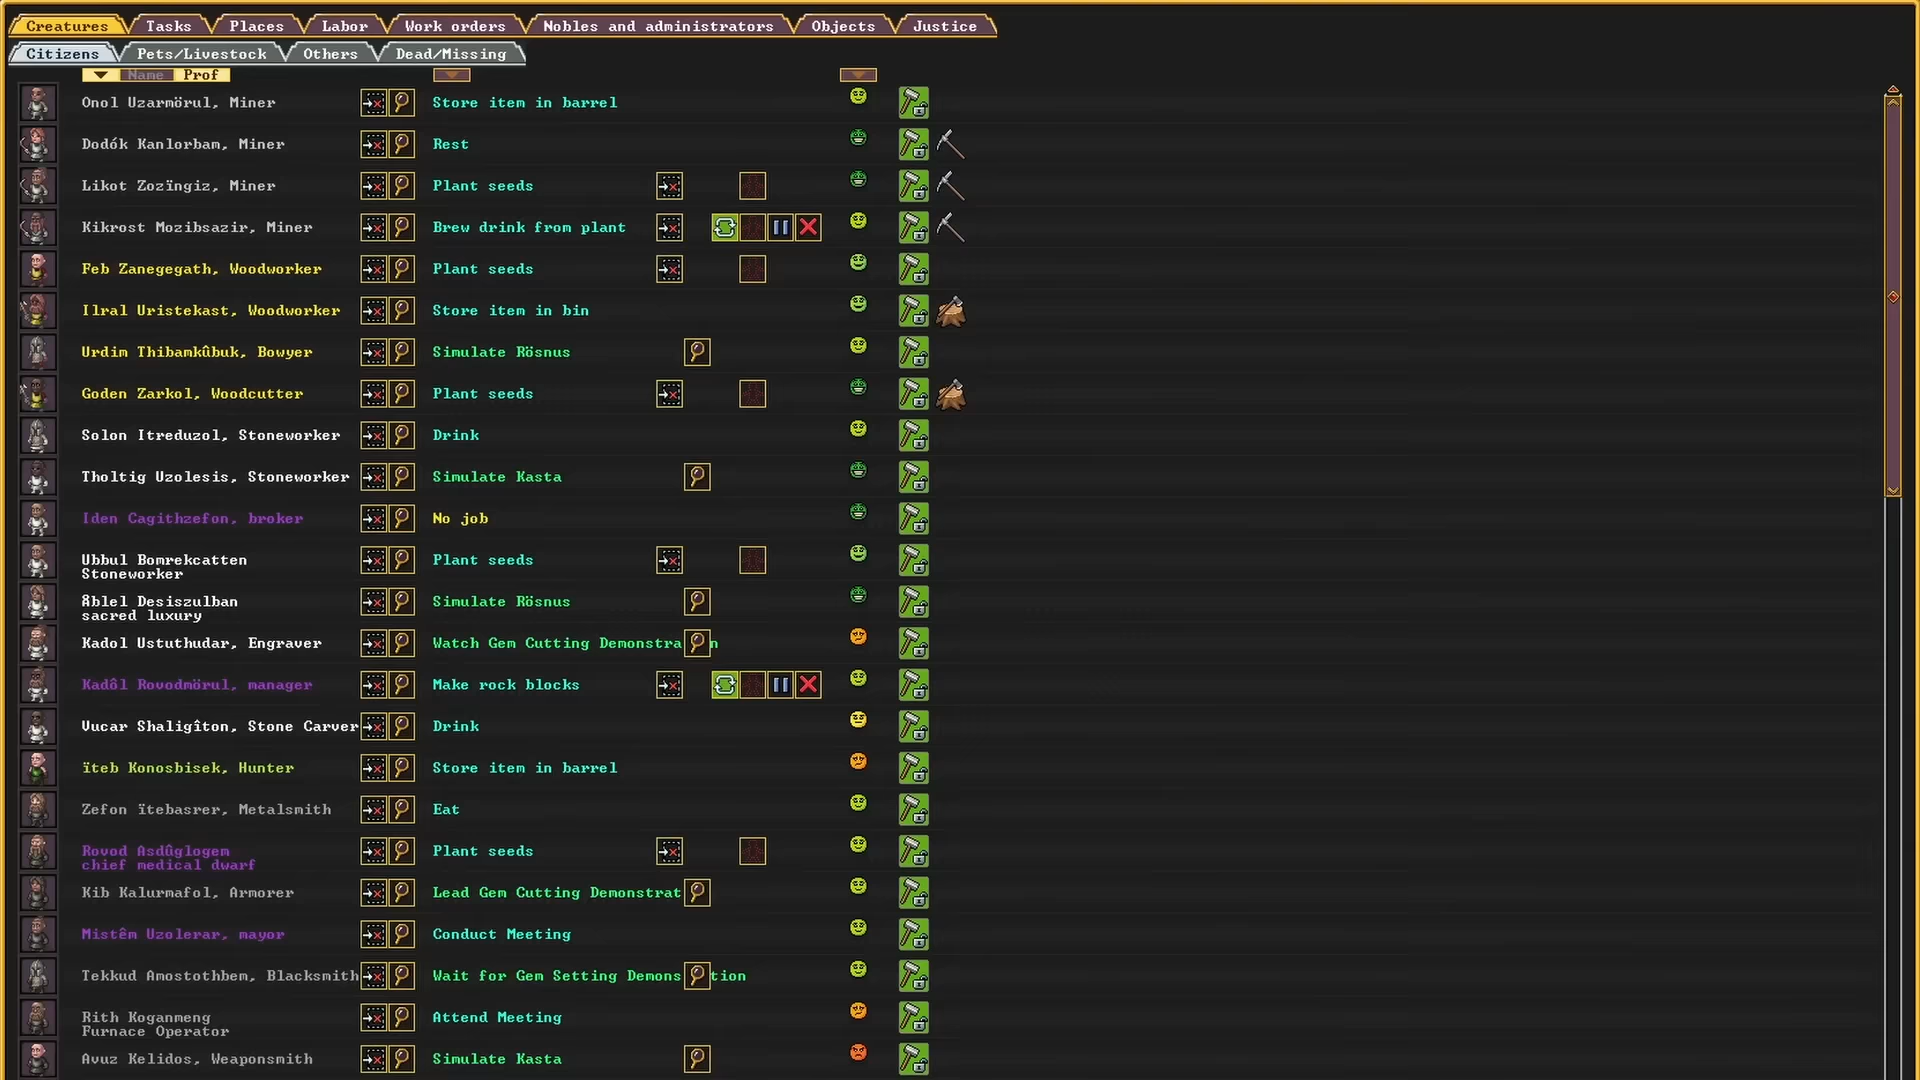 Creatures Tasks Places Labor Work orders Nobles and administrators Objects Justice
Citizens Pets/Livestock Others Dead/Missing
Name Prof
Onol Uzarmörul, Miner Store item in barrel
Dodók Kanlorbam, Miner Rest
Likot Zozïngiz, Miner Plant seeds
Kikrost Mozibsazir, Miner Brew drink from plant
Feb Zanegegath, Woodworker Plant seeds
Ilral Uristekast, Woodworker Store item in bin
Urdim Thibamkûbuk, Bowyer Simulate Rösnus
Goden Zarkol, Woodcutter Plant seeds
Solon Itreduzol, Stoneworker Drink
Tholtig Uzolesis, Stoneworker Simulate Kasta
Iden Cagithzefon, broker No job
Ubbul Bomrekcatten Plant seeds
Stoneworker
Åblel Desiszulban Simulate Rösnus
sacred luxury
Kadol Ustuthudar, Engraver Watch Gem Cutting Demonstra n
Kadôl Rovodmörul, manager Make rock blocks
Vucar Shaligîton, Stone Carver Drink
ïteb Konosbisek, Hunter Store item in barrel
Zefon ïtebasrer, Metalsmith Eat
Rovod Asdûglogem Plant seeds
chief medical dwarf
Kib Kalurmafol, Armorer Lead Gem Cutting Demonstrat
Mistêm Uzolerar, mayor Conduct Meeting
Tekkud Amostothbem, Blacksmith Wait for Gem Setting Demons tion
Rith Koganmeng Attend Meeting
Furnace Operator
Avuz Kelidos, Weaponsmith Simulate Kasta